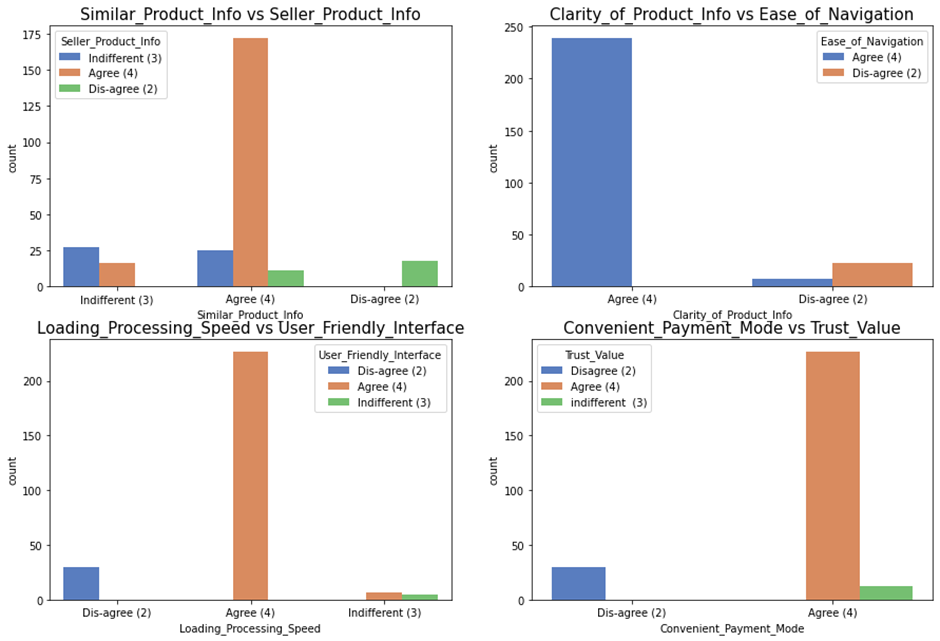 Similar_Product_Info vs Seller_Product_Info
count
175
150
125
100
75
50
25
0
Seller_Product_Info
Indifferent (3)
Agree (4)
Dis-agree (2)
Indifferent (3) Agree (4) Dis-agree (2)
Similar_Product_Info
Clarity_of_Product_Info vs Ease_of_Navigation
count
250
200
150
100
50
0
Ease_of_Navigation
Agree (4)
Dis-agree (2)
Agree (4) Dis-agree (2)
Clarity_of_Product_Info
Loading_Processing_Speed vs User_Friendly_Interface
count
200
150
100
50
0
User_Friendly_Interface
Dis-agree (2)
Agree (4)
Indifferent (3)
Dis-agree (2) Agree (4) Indifferent (3)
Loading_Processing_Speed
Convenient_Payment_Mode vs Trust_Value
count
200
150
100
50
0
Trust_Value
Disagree (2)
Agree (4)
indifferent  (3)
Dis-agree (2) Agree (4)
Convenient_Payment_Mode